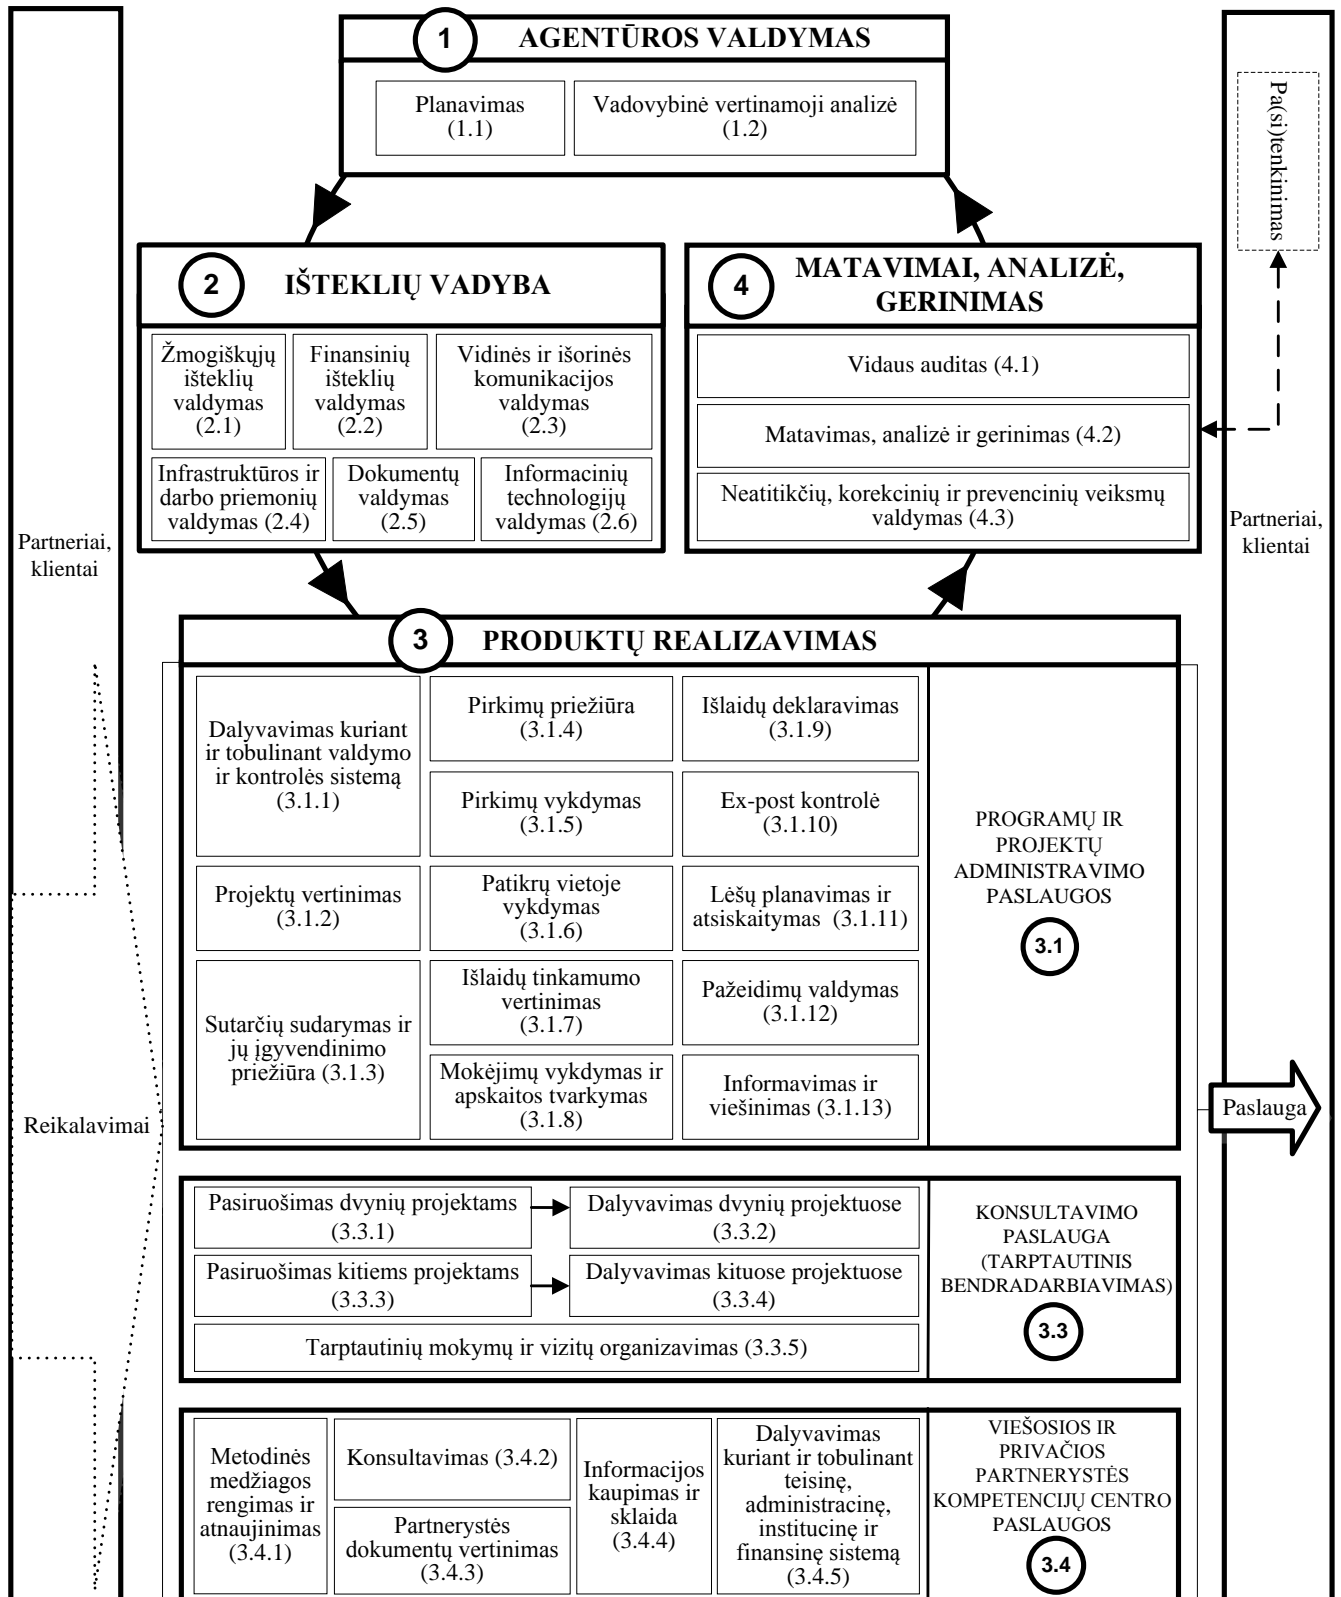 1
AGENTŪROS VALDYMAS
Planavimas
(1.1)
Vadovybinė vertinamoji analizė
(1.2)
Pa(si)tenkinimas
2
IŠTEKLIŲ VADYBA
Žmogiškųjų
išteklių
valdymas
(2.1)
Finansinių
išteklių
valdymas
(2.2)
Vidinės ir išorinės
komunikacijos
valdymas
(2.3)
Infrastruktūros ir
darbo priemonių
valdymas (2.4)
Dokumentų
valdymas
(2.5)
Informacinių
technologijų
valdymas (2.6)
4
MATAVIMAI, ANALIZĖ,
GERINIMAS
Vidaus auditas (4.1)
Matavimas, analizė ir gerinimas (4.2)
Neatitikčių, korekcinių ir prevencinių veiksmų
valdymas (4.3)
Partneriai,
klientai
Partneriai,
klientai
3
PRODUKTŲ REALIZAVIMAS
Dalyvavimas kuriant
ir tobulinant valdymo
ir kontrolės sistemą
(3.1.1)
Projektų vertinimas
(3.1.2)
Sutarčių sudarymas ir
jų įgyvendinimo
priežiūra (3.1.3)
Pirkimų priežiūra
(3.1.4)
Pirkimų vykdymas
(3.1.5)
Patikrų vietoje
vykdymas
(3.1.6)
Išlaidų tinkamumo
vertinimas
(3.1.7)
Mokėjimų vykdymas ir
apskaitos tvarkymas
(3.1.8)
Išlaidų deklaravimas
(3.1.9)
Ex-post kontrolė
(3.1.10)
Lėšų planavimas ir
atsiskaitymas (3.1.11)
Pažeidimų valdymas
(3.1.12)
Informavimas ir
viešinimas (3.1.13)
PROGRAMŲ IR
PROJEKTŲ
ADMINISTRAVIMO
PASLAUGOS
3.1
Reikalavimai
Paslauga
Pasiruošimas dvynių projektams
(3.3.1)
Dalyvavimas dvynių projektuose
(3.3.2)
Pasiruošimas kitiems projektams
(3.3.3)
Dalyvavimas kituose projektuose
(3.3.4)
Tarptautinių mokymų ir vizitų organizavimas (3.3.5)
KONSULTAVIMO
PASLAUGA
(TARPTAUTINIS
BENDRADARBIAVIMAS)
3.3
Metodinės
medžiagos
rengimas ir
atnaujinimas
(3.4.1)
Konsultavimas (3.4.2)
Partnerystės
dokumentų vertinimas
(3.4.3)
Informacijos
kaupimas ir
sklaida
(3.4.4)
Dalyvavimas
kuriant ir tobulinant
teisinę,
administracinę,
institucinę ir
finansinę sistemą
(3.4.5)
VIEŠOSIOS IR
PRIVAČIOS
PARTNERYSTĖS
KOMPETENCIJŲ CENTRO
PASLAUGOS
3.4